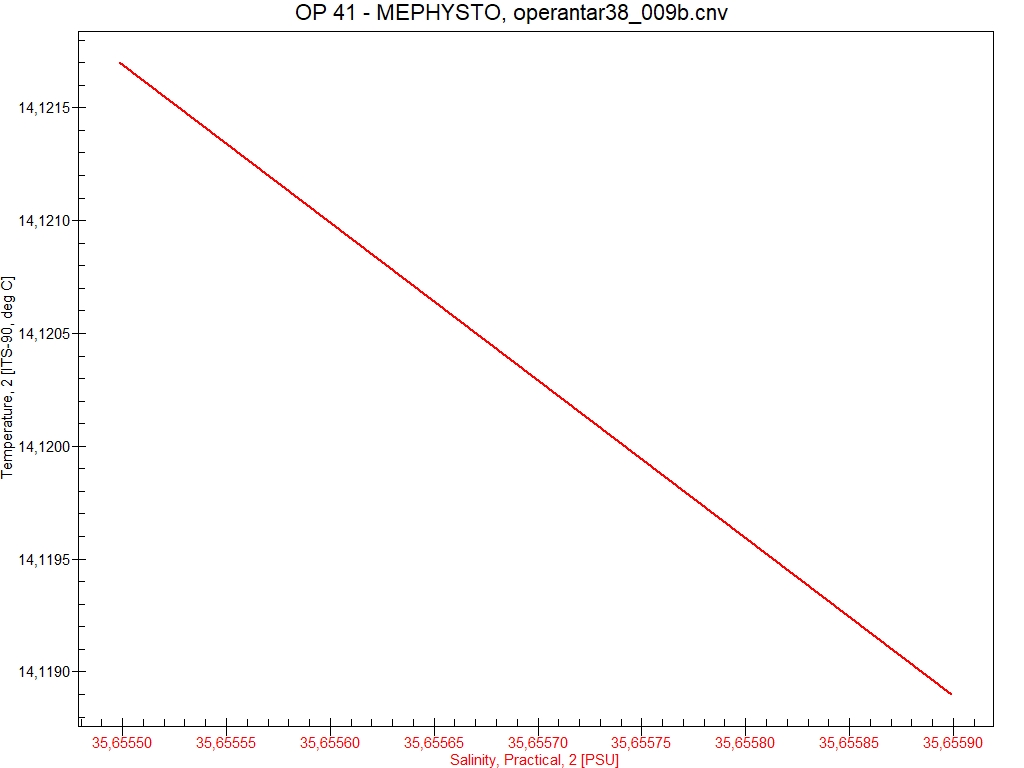 OP 41 - MEPHYSTO, operantar38_009b.cnv
Temperature, 2 [ITS-90, deg C]
14,1215
14,1210
14,1205
14,1200
14,1195
14,1190
35,65550 35,65555 35,65560 35,65665 35,65570 35,65575 35,65580 35,65585 35,65590
Salinity, Practical, 2 [PSU]